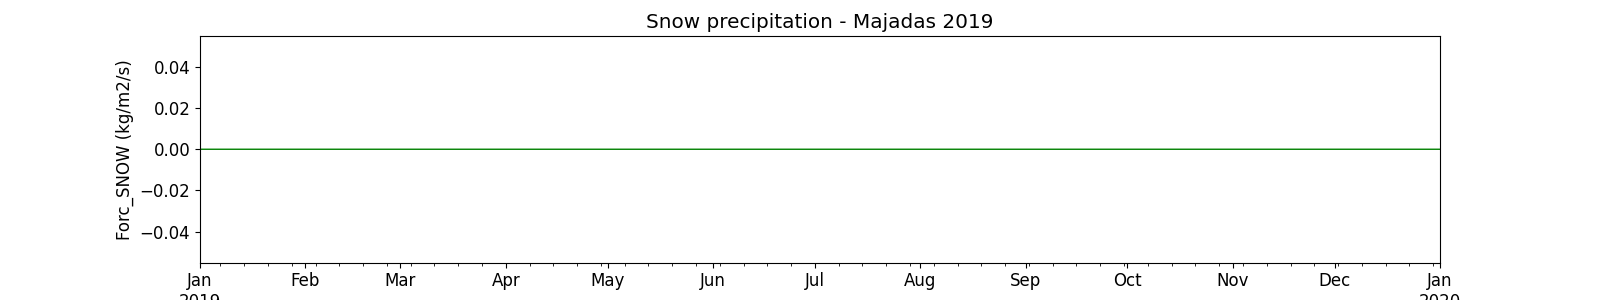 Snow precipitation - Majadas 2019
Forc_SNOW (kg/m2/s)
0.04
0.02
0.00
−0.02
−0.04
Jan Feb Mar Apr May Jun Jul Aug Sep Oct Nov Dec Jan
2019 2020